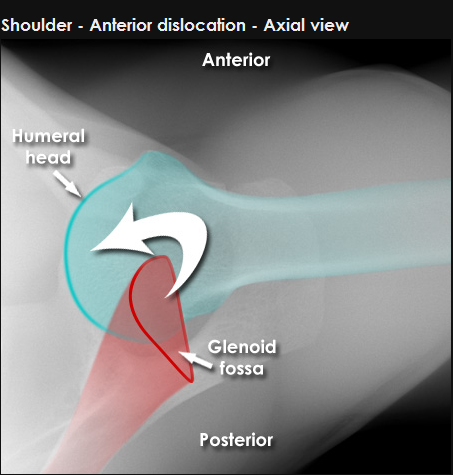 Shoulder - Anterior dislocation - Axial view
Anterior
Humeral
head
Glenoid
fossa
Posterior